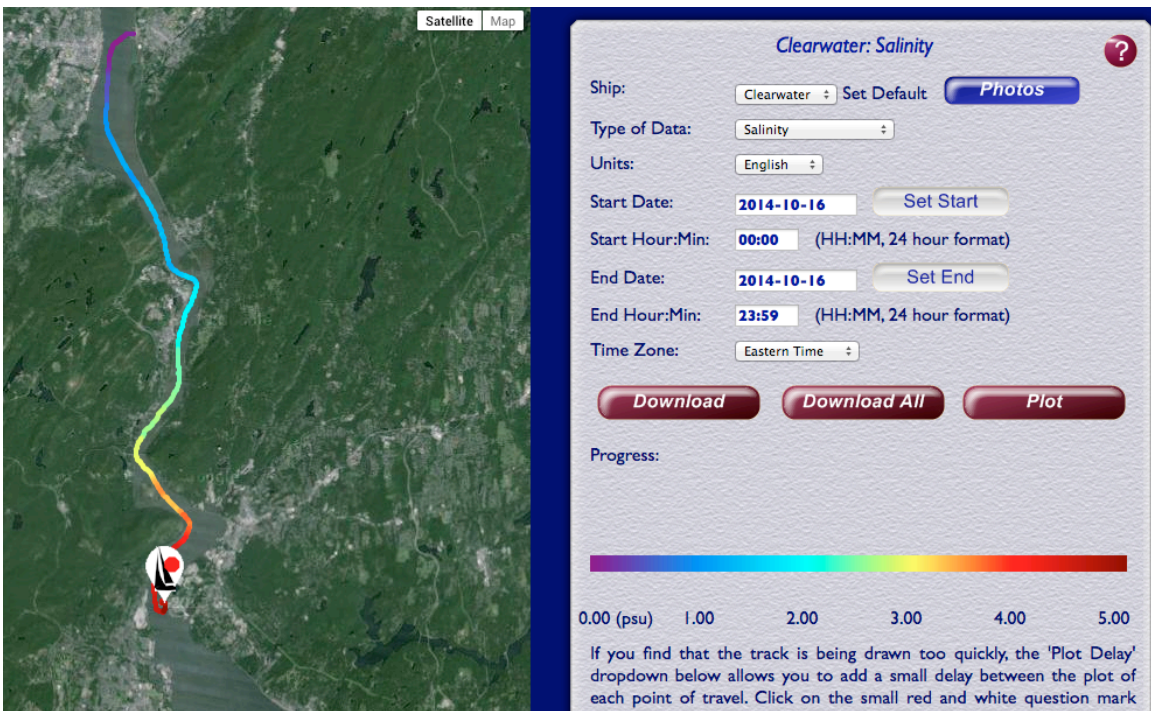 Satellite Map
Clearwater: Salinity
?
Ship: Clearwater Set Default Photos
Type of Data: Salinity
Units: English
Start Date: 2014-10-16 Set Start
Start Hour:Min: 00:00 (HH:MM, 24 hour format)
End Date: 2014-10-16 Set End
End Hour:Min: 23:59 (HH:MM, 24 hour format)
Time Zone: Eastern Time
Download Download All Plot
Progress:
0.00 (psu) 1.00 2.00 3.00 4.00 5.00
If you find that the track is being drawn too quickly, the 'Plot Delay'
dropdown below allows you to add a small delay between the plot of
each point of travel. Click on the small red and white question mark